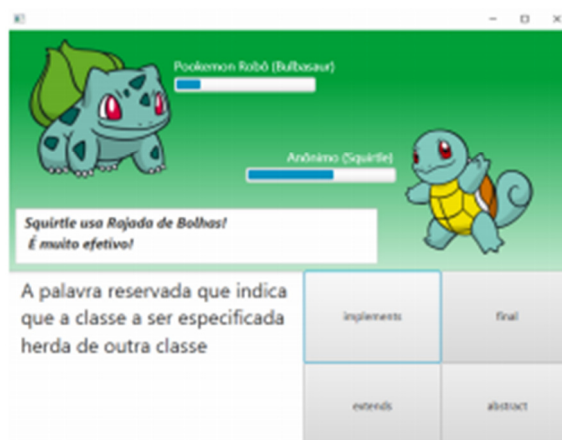 Pookemon Robô (Bulbasaur)
Anônimo (Squirtle)
Squirtle usa Rajada de Bolhas!
É muito efetivo!
A palavra reservada que indica
que a classe a ser especificada
herda de outra classe
implements
final
extends
abstract